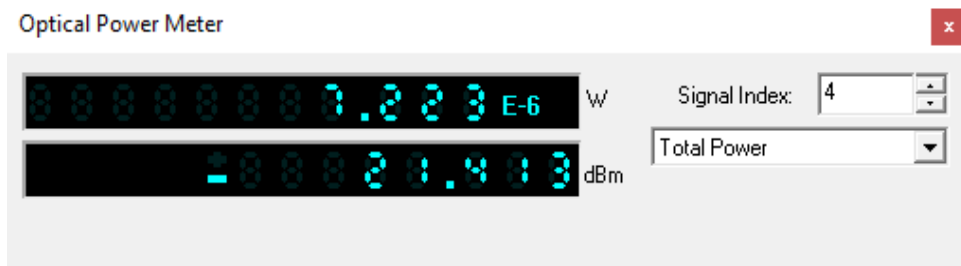 Optical Power Meter
x
7.223 E-6 W
Signal Index: 4
- 21.413 dBm
Total Power